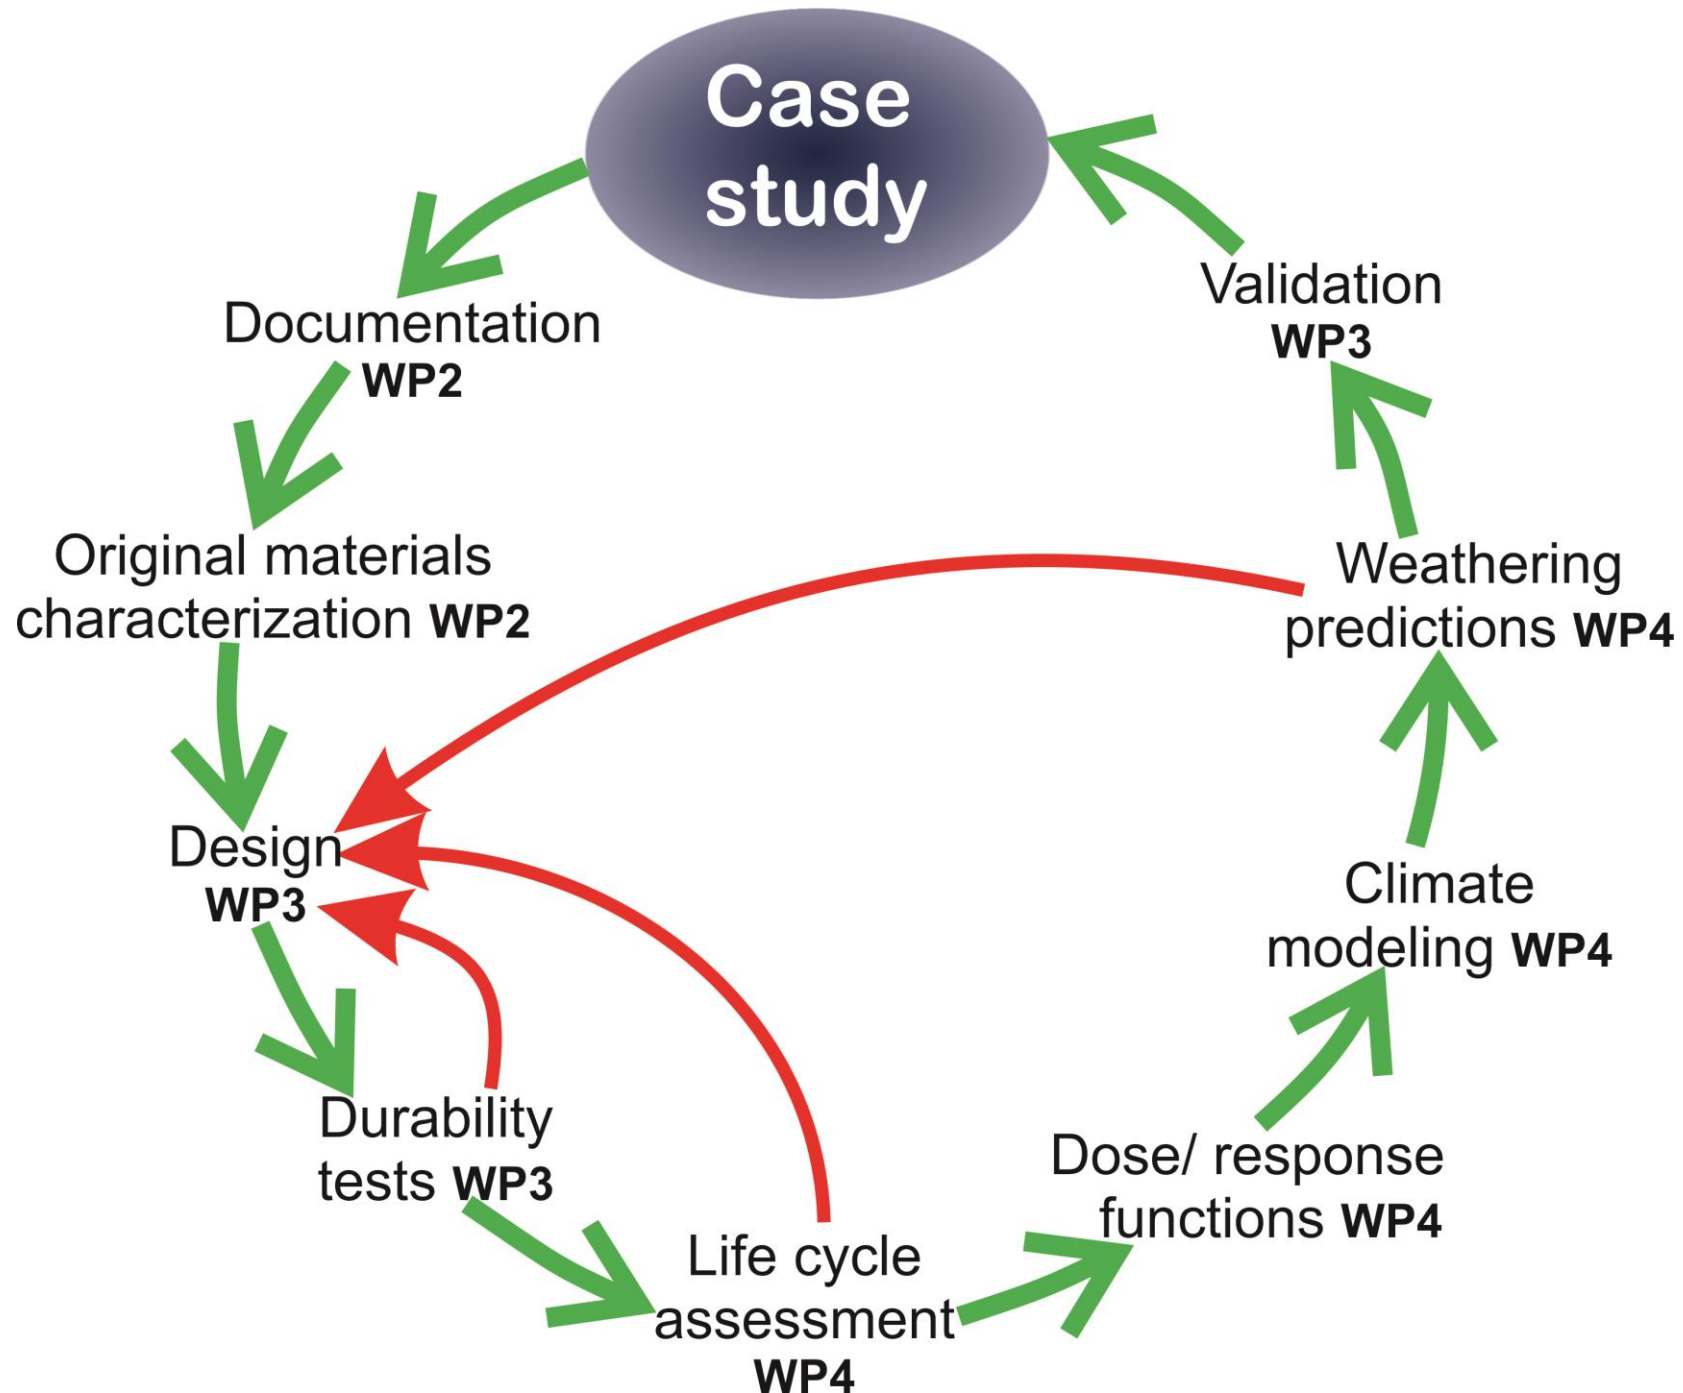 Case
study
Documentation
WP2
Original materials
characterization WP2
Design
WP3
Durability
tests WP3
Life cycle
assessment
WP4
Dose/ response
functions WP4
Climate
modeling WP4
Weathering
predictions WP4
Validation
WP3